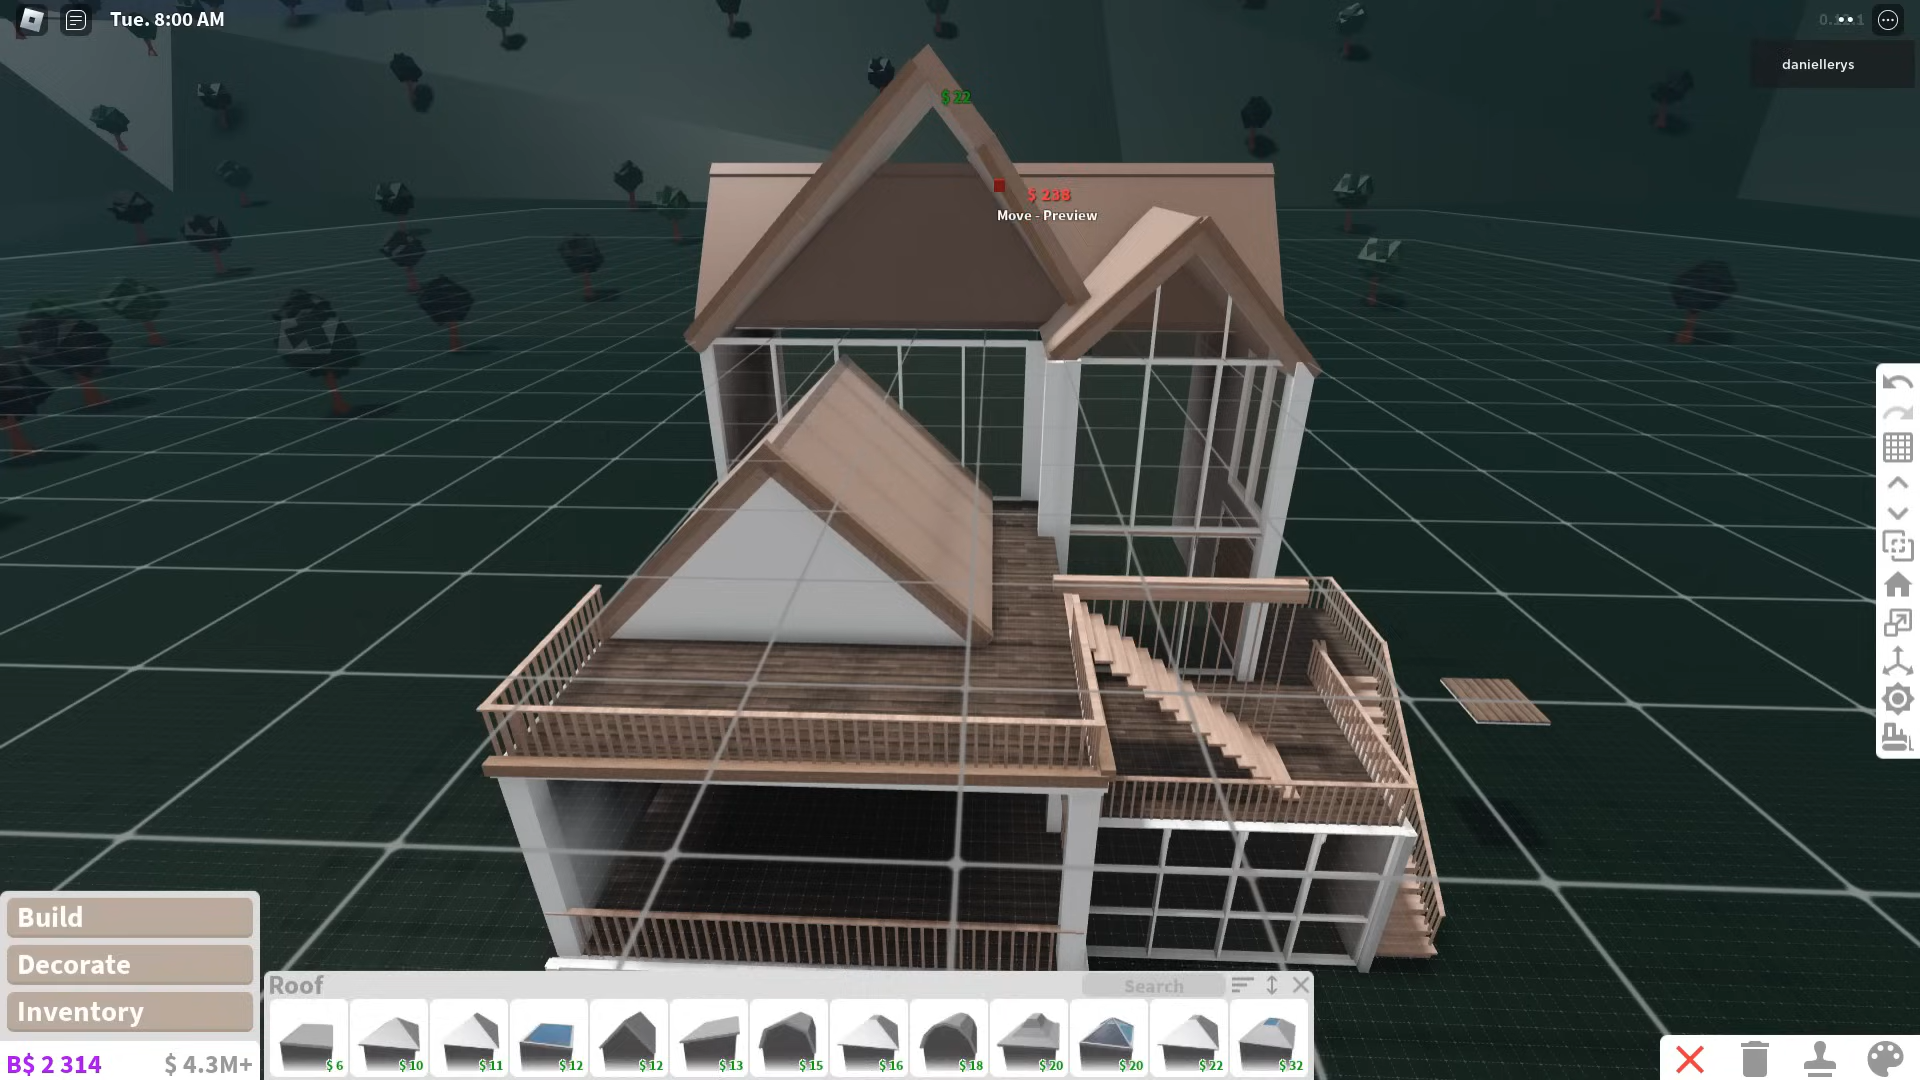 Tue. 8:00 AM
daniellerys
$ 22
$ 238
Move - Preview
Build
Decorate
Inventory
B$ 2 314
$ 4.3M+
Roof
Search
$ 6
$ 10
$ 11
$ 12
$ 12
$ 13
$ 15
$ 16
$ 18
$ 20
$ 20
$ 22
$ 32